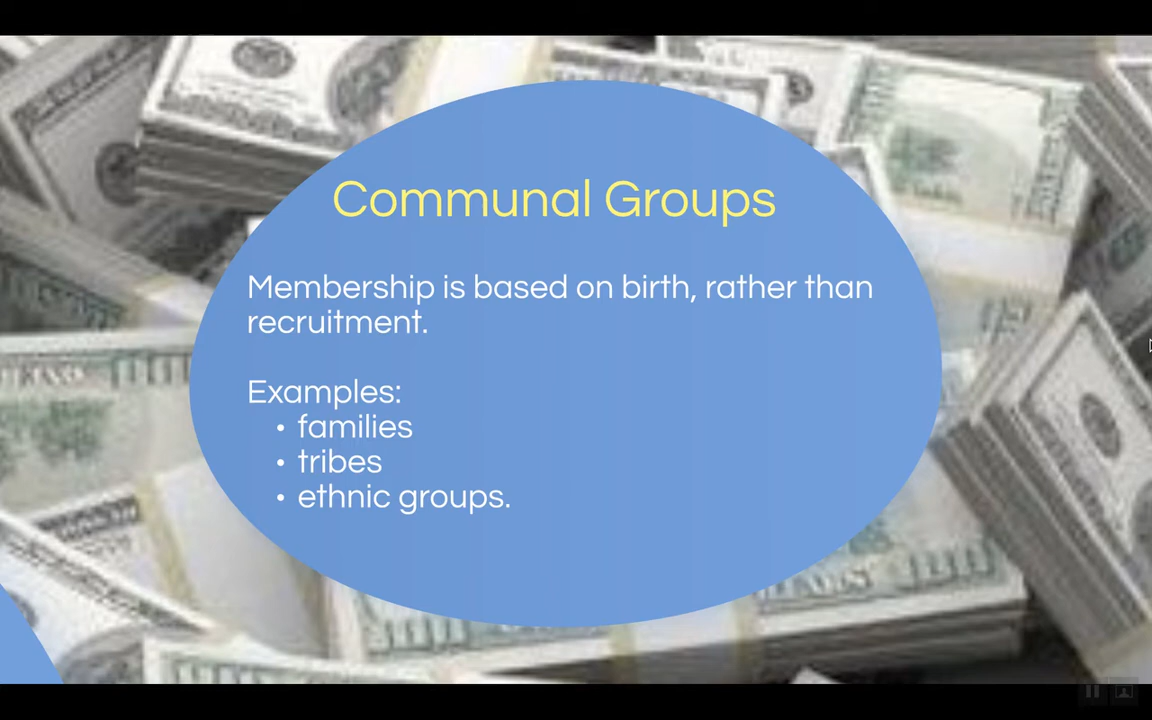 Communal Groups
Membership is based on birth, rather than
recruitment.
Examples:
• families
• tribes
• ethnic groups.